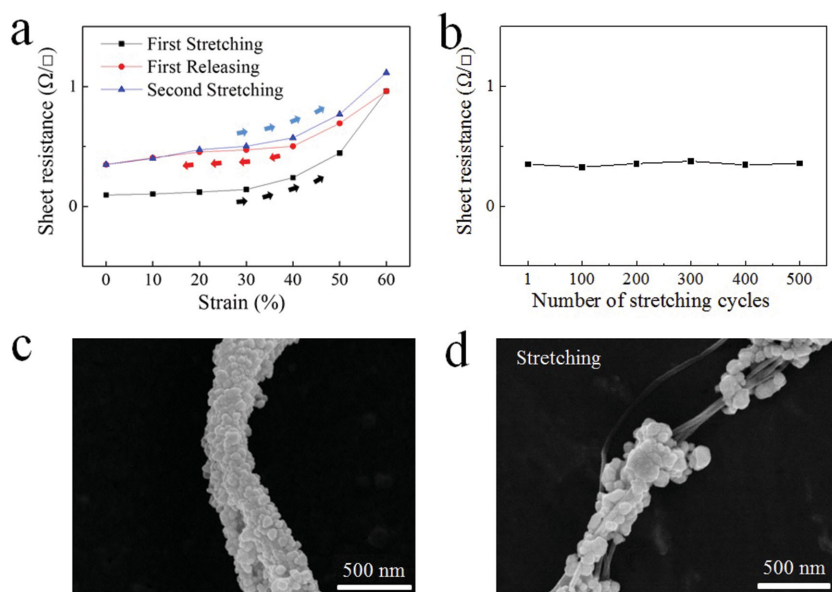 a
First Stretching
First Releasing
Second Stretching
Sheet resistance (Ω/□)
1
0
0 10 20 30 40 50 60
Strain (%)
b
Sheet resistance (Ω/□)
1
0
1 100 200 300 400 500
Number of stretching cycles
c
500 nm
d
Stretching
500 nm